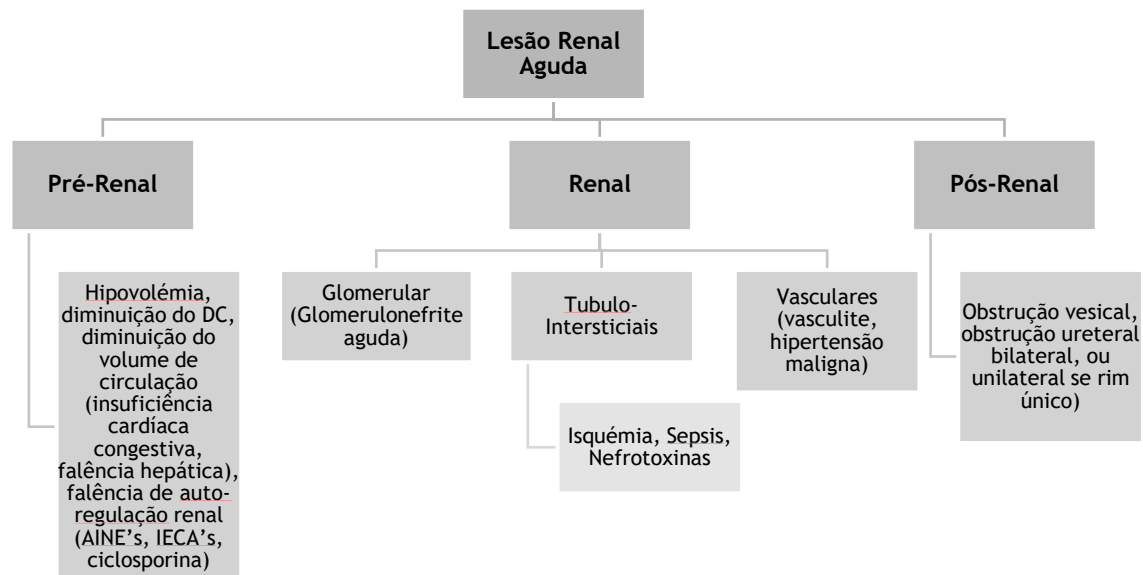 Lesão Renal
Aguda
Pré-Renal
Renal
Pós-Renal
Hipovolémia,
diminuição do DC,
diminuição do
volume de
circulação
(insuficiência
cardíaca
congestiva,
falência hepática),
falência de auto-
regulação renal
(AINE's, IECA's,
ciclosporina)
Glomerular
(Glomerulonefrite
aguda)
Tubulo-
Intersticiais
Isquémia, Sepsis,
Nefrotoxinas
Vasculares
(vasculite,
hipertensão
maligna)
Obstrução vesical,
obstrução ureteral
bilateral, ou
unilateral se rim
único)